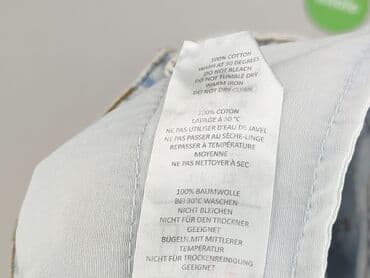 100% COTTON
WASH AT 30 DEGREES
DO NOT BLEACH
DO NOT TUMBLE DRY
WARM IRON
DO NOT DRY CLEAN
100% COTON
LAVAGE À 30°C
NE PAS UTILISER D'EAU DE JAVEL
NE PAS PASSER AU SÈCHE-LINGE
REPASSER À TEMPÉRATURE
MOYENNE
NE PAS NETTOYER À SEC
100% BAUMWOLLE
BEI 30°C WASCHEN
NICHT BLEICHEN
NICHT FÜR DEN TROCKNER
GEEIGNET
BÜGELN MIT MITTLERER
TEMPERATUR
NICHT FÜR TROCKENREINIGUNG
GEEIGNET